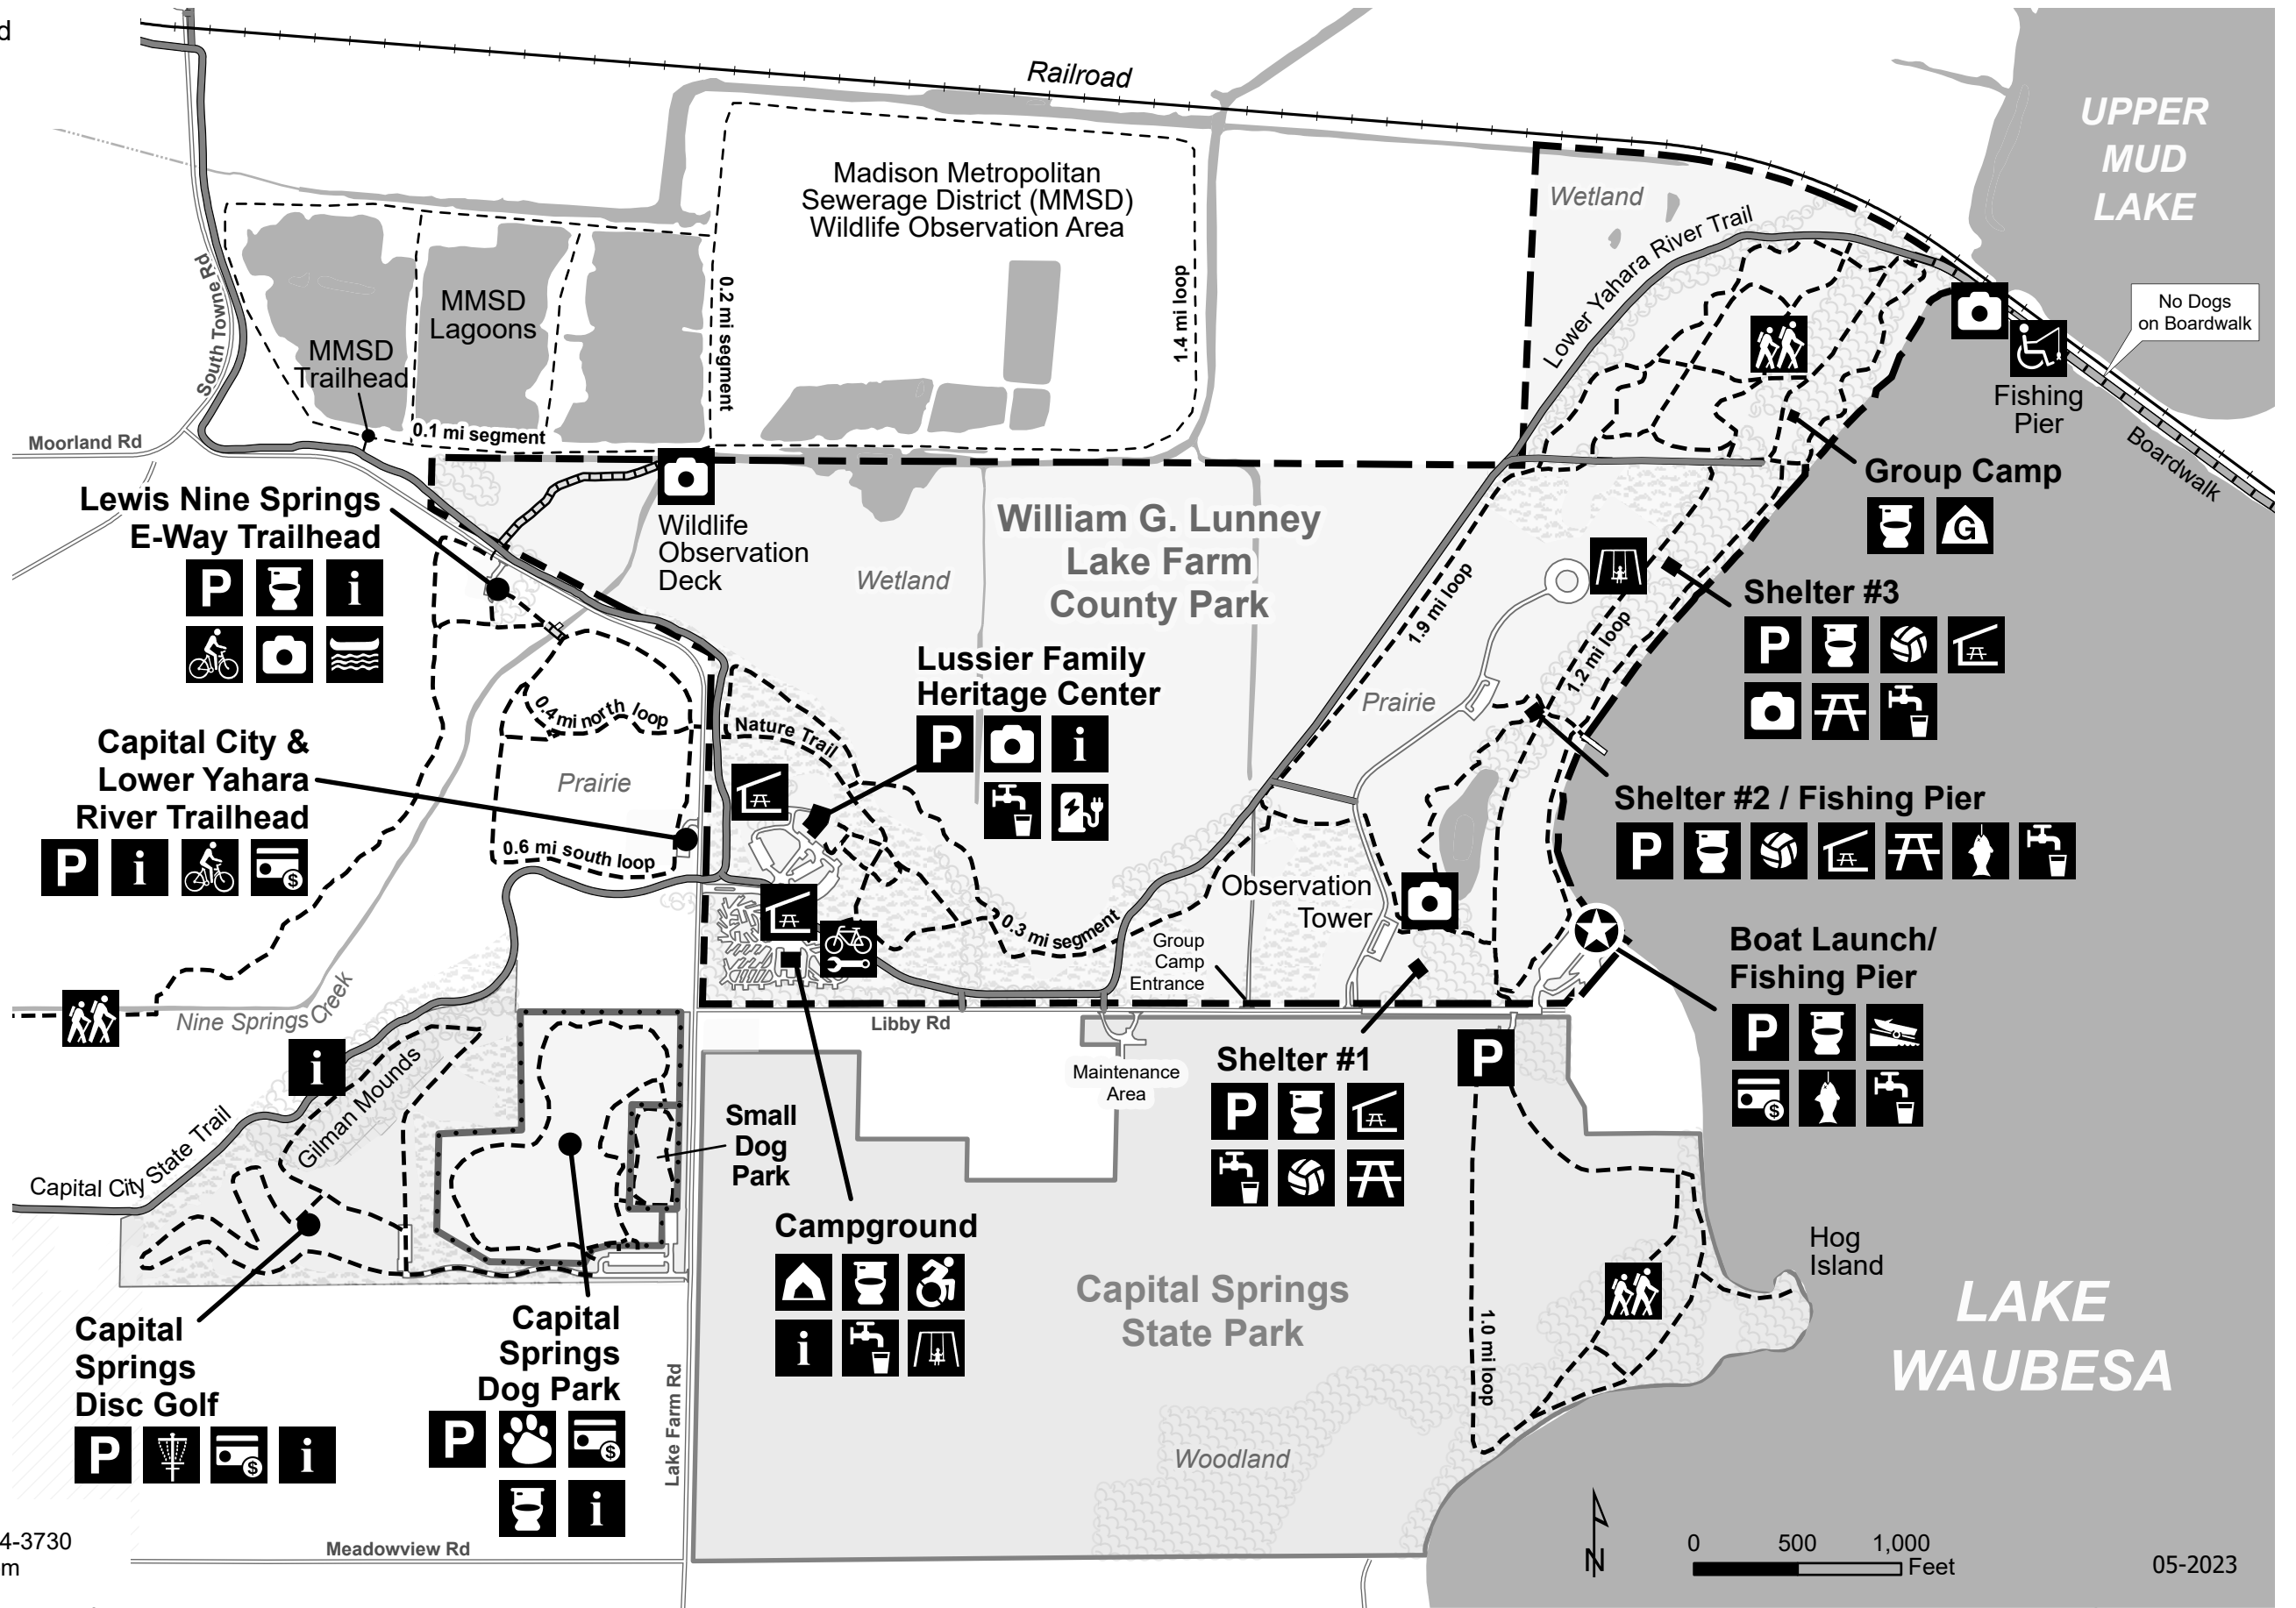 d
Railroad
UPPER
MUD
LAKE
Madison Metropolitan
Sewerage District (MMSD)
Wildlife Observation Area
Wetland
Lower Yahara River Trail
South Towne Rd
MMSD
Lagoons
MMSD
Trailhead
0.2 mi segment
1.4 mi loop
No Dogs
on Boardwalk
Fishing
Pier
Boardwalk
Moorland Rd
0.1 mi segment
Group Camp
G
Lewis Nine Springs
E-Way Trailhead
P
i
Wildlife
Observation
Deck
Wetland
William G. Lunney
Lake Farm
County Park
1.9 mi loop
1.2 mi loop
Shelter #3
P
Lussier Family
Heritage Center
P
i
Prairie
0.4 mi north loop
Nature Trail
Capital City &
Lower Yahara
River Trailhead
P
i
$
Prairie
0.6 mi south loop
Shelter #2 / Fishing Pier
P
Observation
Tower
0.3 mi segment
Group
Camp
Entrance
Boat Launch/
Fishing Pier
P
$
Nine Springs Creek
Libby Rd
i
Gilman Mounds
Maintenance
Area
Shelter #1
P
P
Capital City State Trail
Small
Dog
Park
Campground
i
Hog
Island
Capital Springs
State Park
LAKE
WAUBESA
1.0 mi loop
Capital
Springs
Disc Golf
P
$
i
Capital
Springs
Dog Park
P
$
i
Lake Farm Rd
Woodland
4-3730
m
Meadowview Rd
N
0 500 1,000
Feet
05-2023